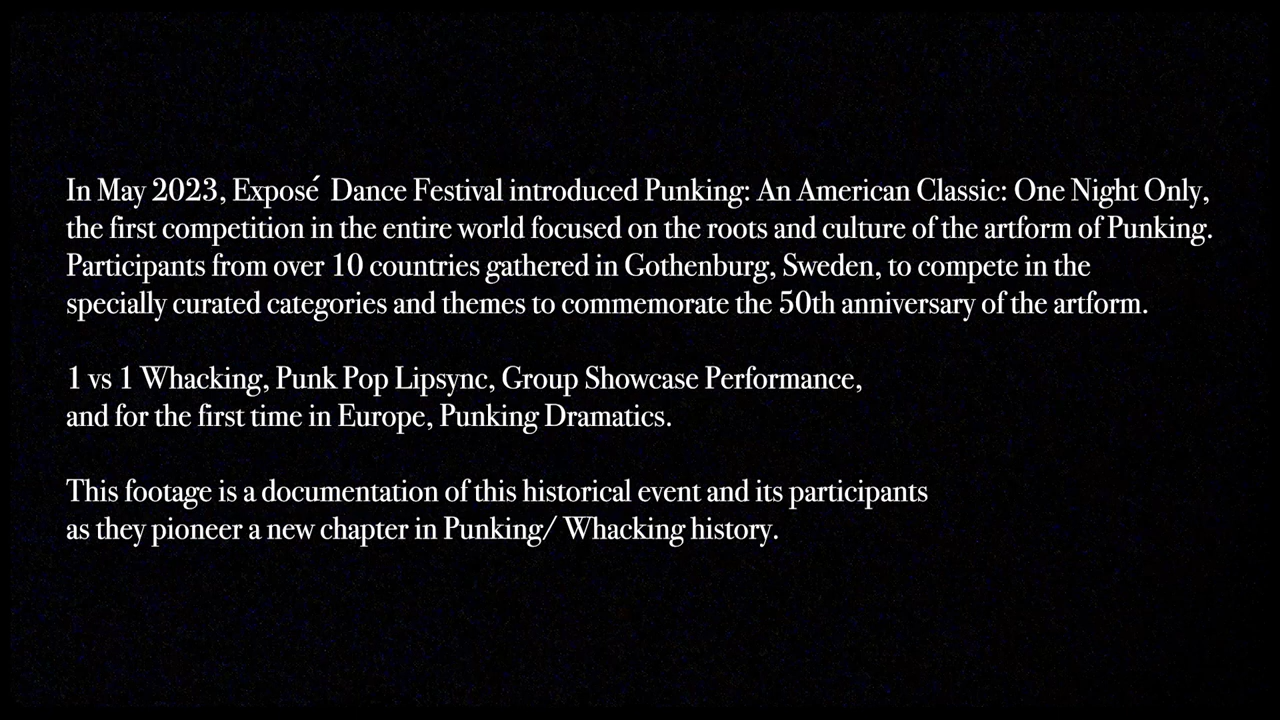 In May 2023, Exposé Dance Festival introduced Punking: An American Classic: One Night Only,
the first competition in the entire world focused on the roots and culture of the artform of Punking.
Participants from over 10 countries gathered in Gothenburg, Sweden, to compete in the
specially curated categories and themes to commemorate the 50th anniversary of the artform.
1 vs 1 Whacking, Punk Pop Lipsync, Group Showcase Performance,
and for the first time in Europe, Punking Dramatics.
This footage is a documentation of this historical event and its participants
as they pioneer a new chapter in Punking/ Whacking history.